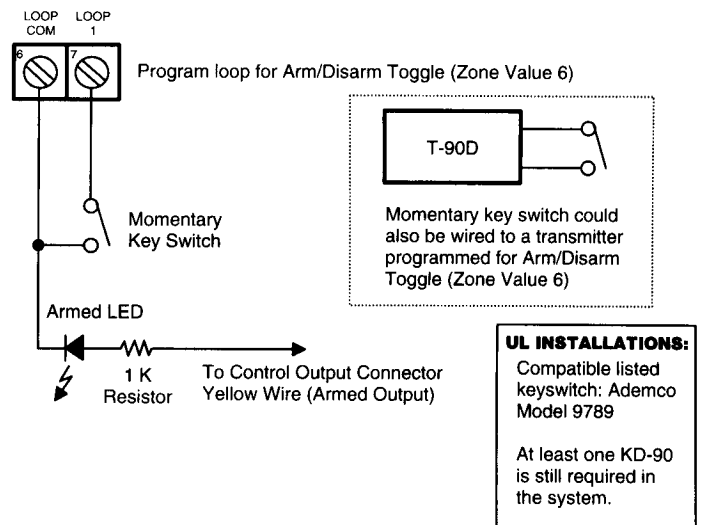 LOOP COM
LOOP 1
6
7
Program loop for Arm/Disarm Toggle (Zone Value 6)
T-90D
Momentary key switch could
also be wired to a transmitter
programmed for Arm/Disarm
Toggle (Zone Value 6)
Momentary
Key Switch
Armed LED
1 K
Resistor
To Control Output Connector
Yellow Wire (Armed Output)
UL INSTALLATIONS:
Compatible listed
keyswitch: Ademco
Model 9789
At least one KD-90
is still required in
the system.